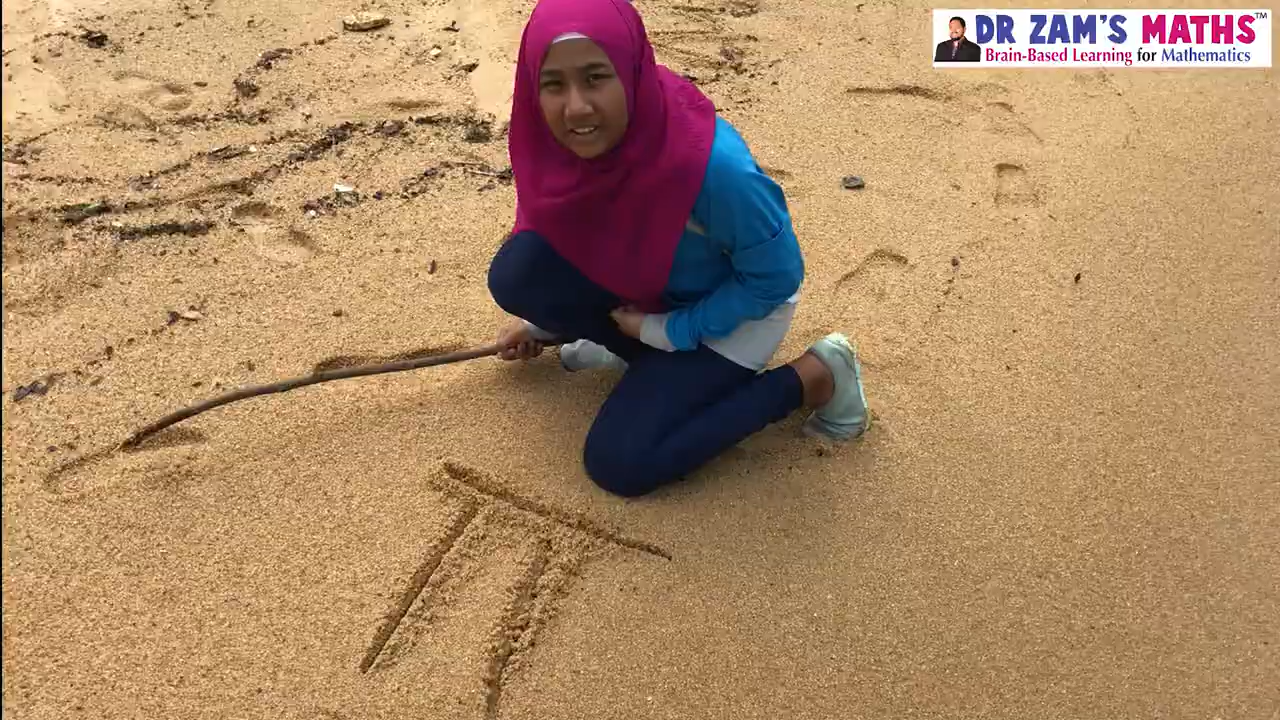 DR ZAM'S MATHS™
Brain-Based Learning for Mathematics
π